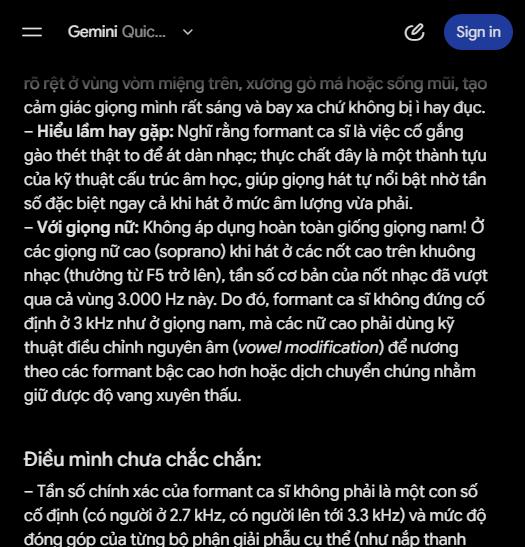 Gemini Quic...
Sign in
rõ rệt ở vùng vòm miệng trên, xương gò má hoặc sống mũi, tạo
cảm giác giọng mình rất sáng và bay xa chứ không bị ì hay đục.
– Hiểu lầm hay gặp: Nghĩ rằng formant ca sĩ là việc cố gắng
gào thét thật to để át dàn nhạc; thực chất đây là một thành tựu
của kỹ thuật cấu trúc âm học, giúp giọng hát tự nổi bật nhờ tần
số đặc biệt ngay cả khi hát ở mức âm lượng vừa phải.
– Với giọng nữ: Không áp dụng hoàn toàn giống giọng nam! Ở
các giọng nữ cao (soprano) khi hát ở các nốt cao trên khuông
nhạc (thường từ F5 trở lên), tần số cơ bản của nốt nhạc đã vượt
qua cả vùng 3.000 Hz này. Do đó, formant ca sĩ không đứng cố
định ở 3 kHz như ở giọng nam, mà các nữ cao phải dùng kỹ
thuật điều chỉnh nguyên âm (vowel modification) để nương
theo các formant bậc cao hơn hoặc dịch chuyển chúng nhằm
giữ được độ vang xuyên thấu.
Điều mình chưa chắc chắn:
– Tần số chính xác của formant ca sĩ không phải là một con số
cố định (có người ở 2.7 kHz, có người lên tới 3.3 kHz) và mức độ
đóng góp của từng bộ phận giải phẫu cụ thể (như nắp thanh